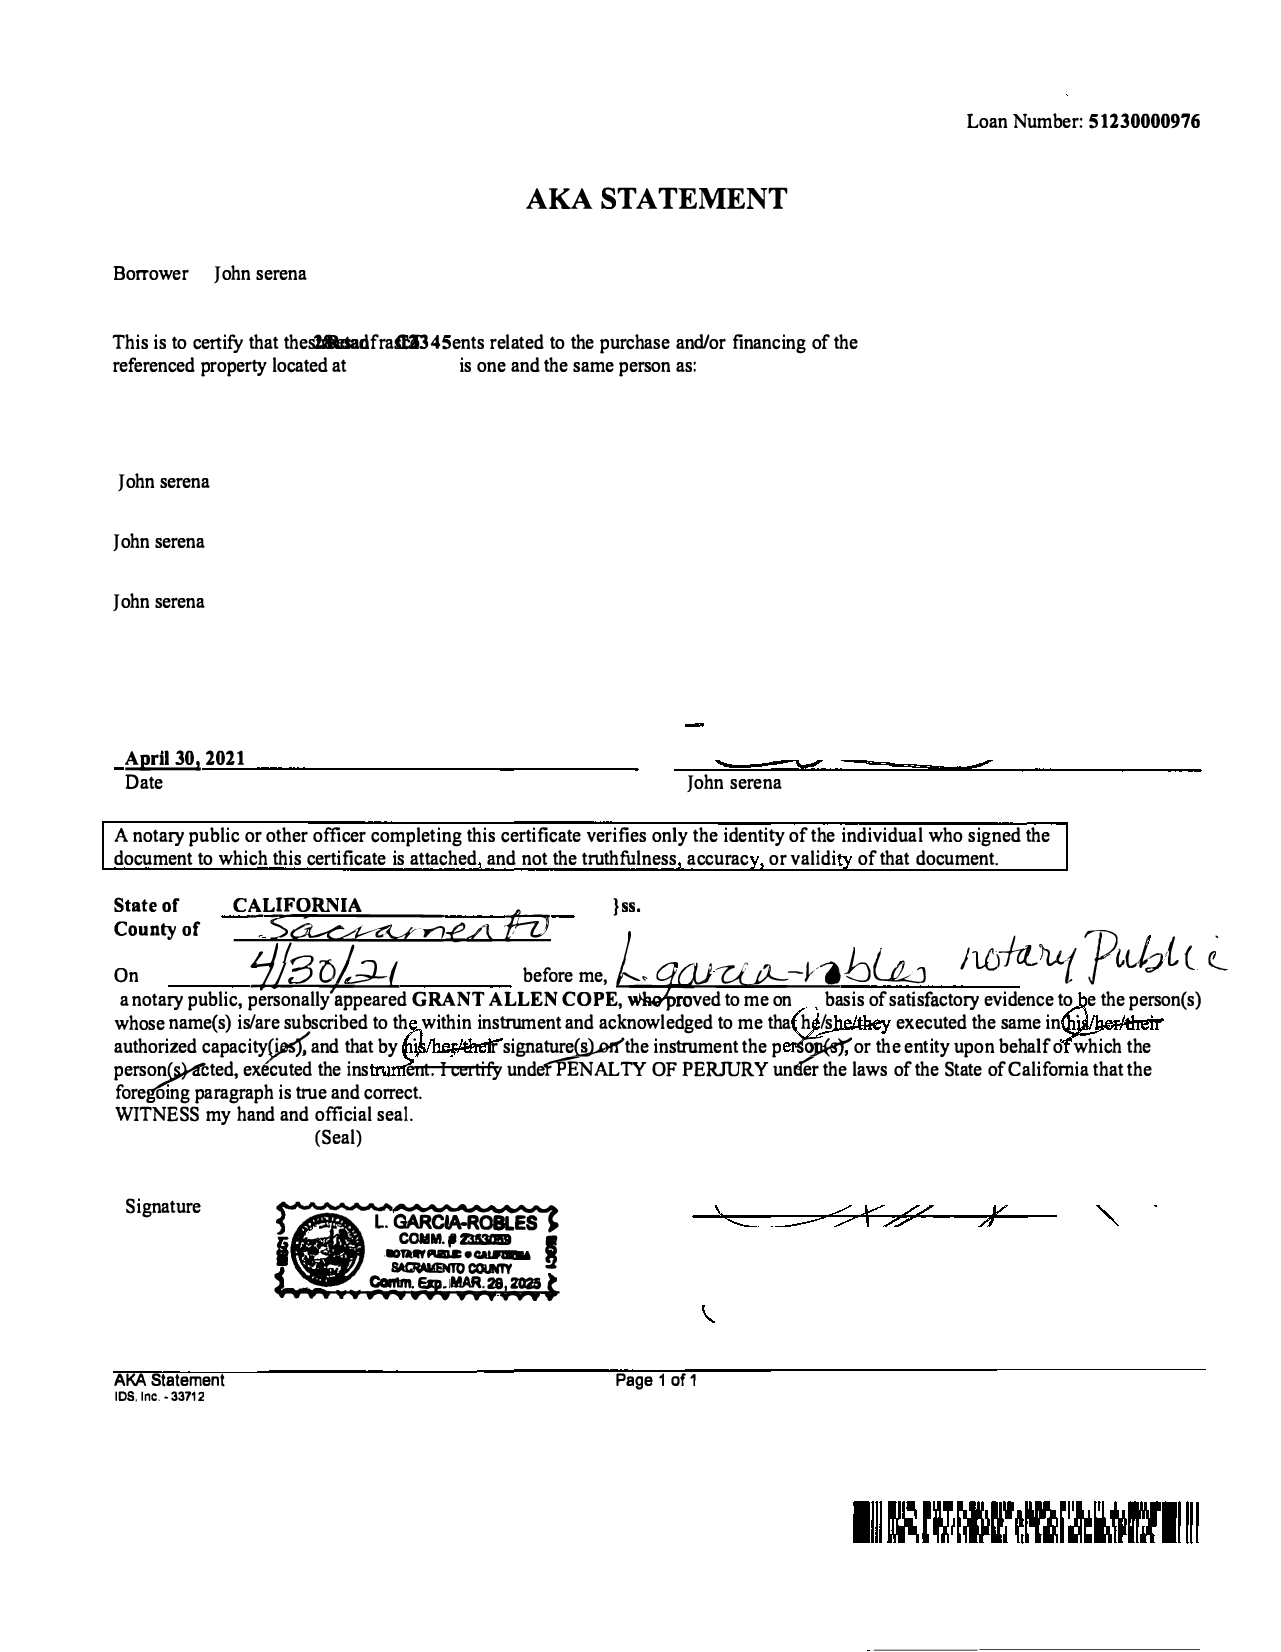 Loan Number: 51230000976
AKA STATEMENT
Borrower John serena
This is to certify that ents related to the purchase and/or financing of the
referenced property located at is one and the same person as:
John serena
John serena
John serena
April 30, 2021
Date
John serena
A notary public or other officer completing this certificate verifies only the identity of the individual who signed the
document to which this certificate is attached, and not the truthfulness, accuracy, or validity of that document.
State of CALIFORNIA }ss.
County of Sacramento
On 4/30/21 before me, L. garcia-robles notary Public
a notary public, personally appeared GRANT ALLEN COPE, who proved to me on basis of satisfactory evidence to be the person(s)
whose name(s) is/are subscribed to the within instrument and acknowledged to me that he/she/they executed the same in his/her/their
authorized capacity(ies), and that by his/her/their signature(s) on the instrument the person(s), or the entity upon behalf of which the
person(s) acted, executed the instrument. I certify under PENALTY OF PERJURY under the laws of the State of California that the
foregoing paragraph is true and correct.
WITNESS my hand and official seal.
(Seal)
Signature
L. GARCIA-ROBLES
COMM. # 2353089
NOTARY PUBLIC ● CALIFORNIA
SACRAMENTO COUNTY
Comm. Exp. MAR. 28, 2025
AKA Statement Page 1 of 1
IDS, Inc. - 33712